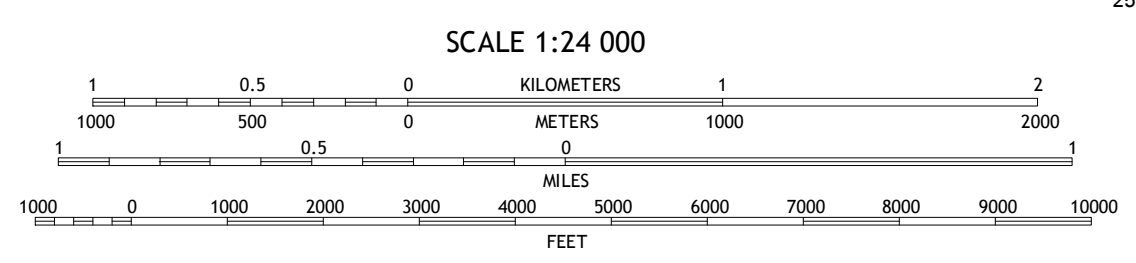 25
SCALE 1:24 000
1 0.5 0 KILOMETERS 1 2
1000 500 0 METERS 1000 2000
1 0.5 0 1
MILES
1000 0 1000 2000 3000 4000 5000 6000 7000 8000 9000 10000
FEET